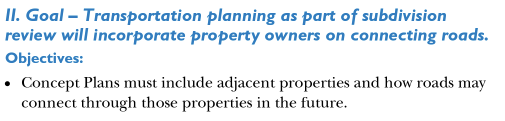 II. Goal – Transportation planning as part of subdivision
review will incorporate property owners on connecting roads.
Objectives:
• Concept Plans must include adjacent properties and how roads may
connect through those properties in the future.